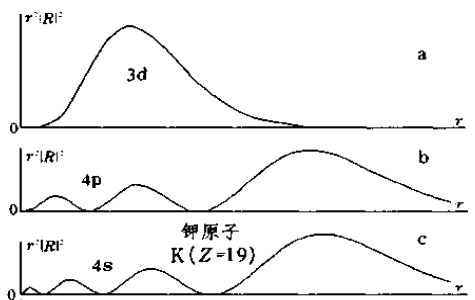 r²|R|²
a
3d
0
r
r²|R|²
b
4p
0
r
r²|R|²
钾原子
c
4s
K(Z=19)
0
r